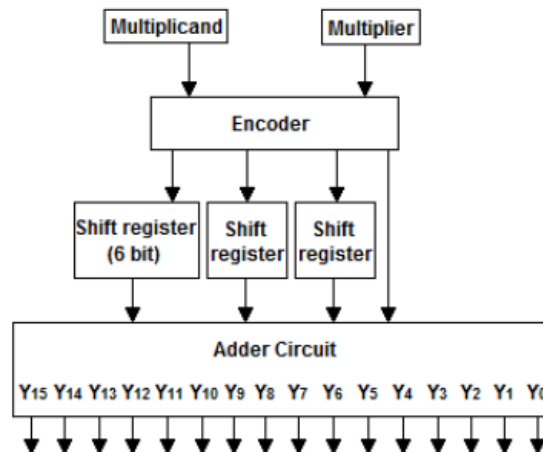 Multiplicand Multiplier
Encoder
Shift register (6 bit)
Shift register
Shift register
Adder Circuit
Y15 Y14 Y13 Y12 Y11 Y10 Y9 Y8 Y7 Y6 Y5 Y4 Y3 Y2 Y1 Y0